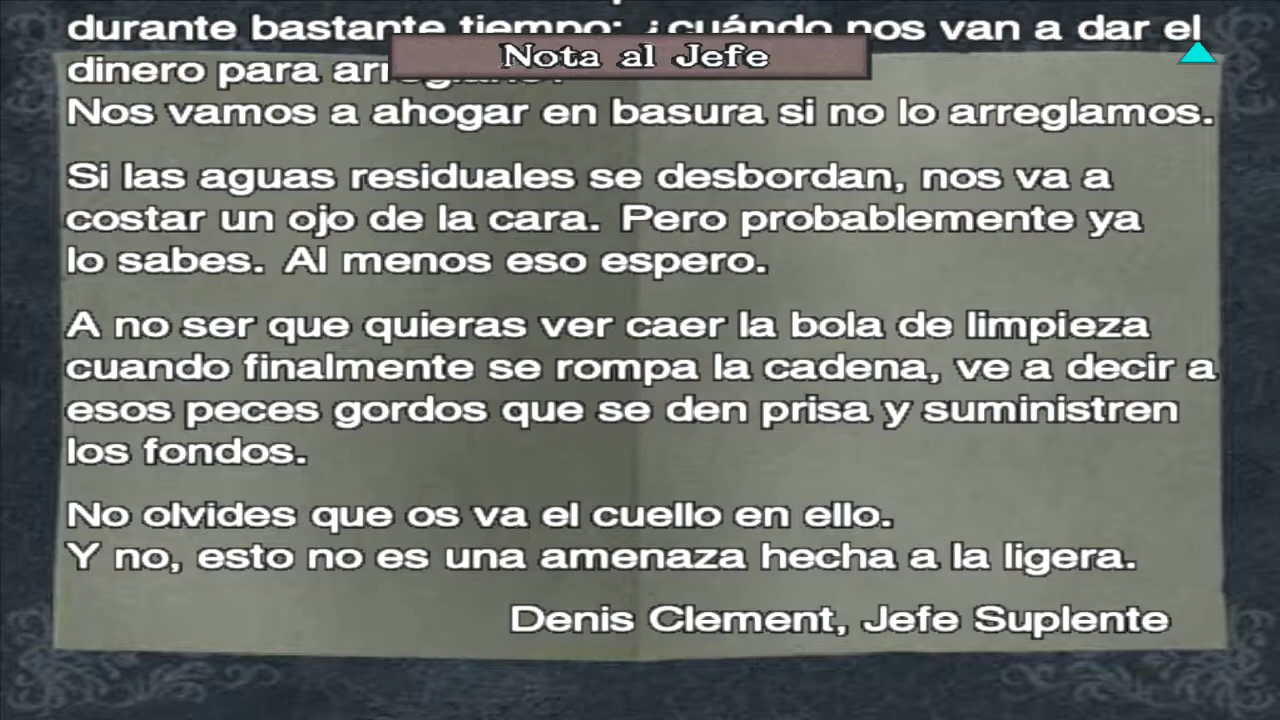 durante bastante tiempo: ¿cuándo nos van a dar el
Nota al Jefe
dinero para
Nos vamos a ahogar en basura si no lo arreglamos.
Si las aguas residuales se desbordan, nos va a
costar un ojo de la cara. Pero probablemente ya
lo sabes. Al menos eso espero.
A no ser que quieras ver caer la bola de limpieza
cuando finalmente se rompa la cadena, ve a decir a
esos peces gordos que se den prisa y suministren
los fondos.
No olvides que os va el cuello en ello.
Y no, esto no es una amenaza hecha a la ligera.
Denis Clement, Jefe Suplente